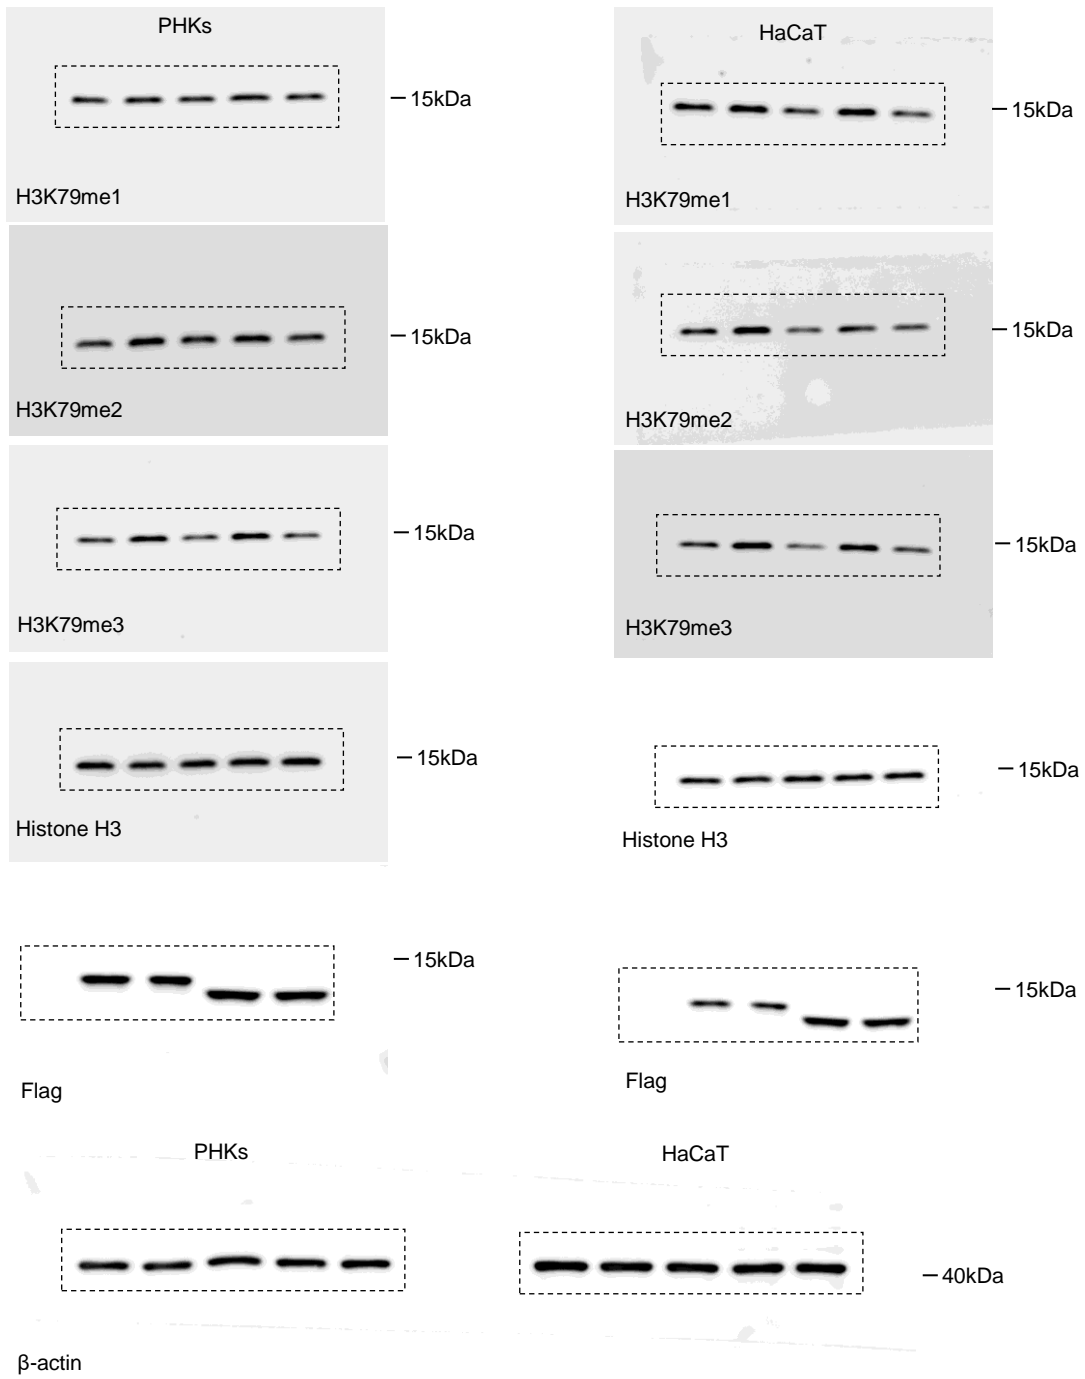 PHKs
HaCaT
– 15kDa
– 15kDa
H3K79me1
H3K79me1
– 15kDa
– 15kDa
H3K79me2
H3K79me2
– 15kDa
– 15kDa
H3K79me3
H3K79me3
– 15kDa
– 15kDa
Histone H3
Histone H3
– 15kDa
– 15kDa
Flag
Flag
PHKs
HaCaT
– 40kDa
β-actin